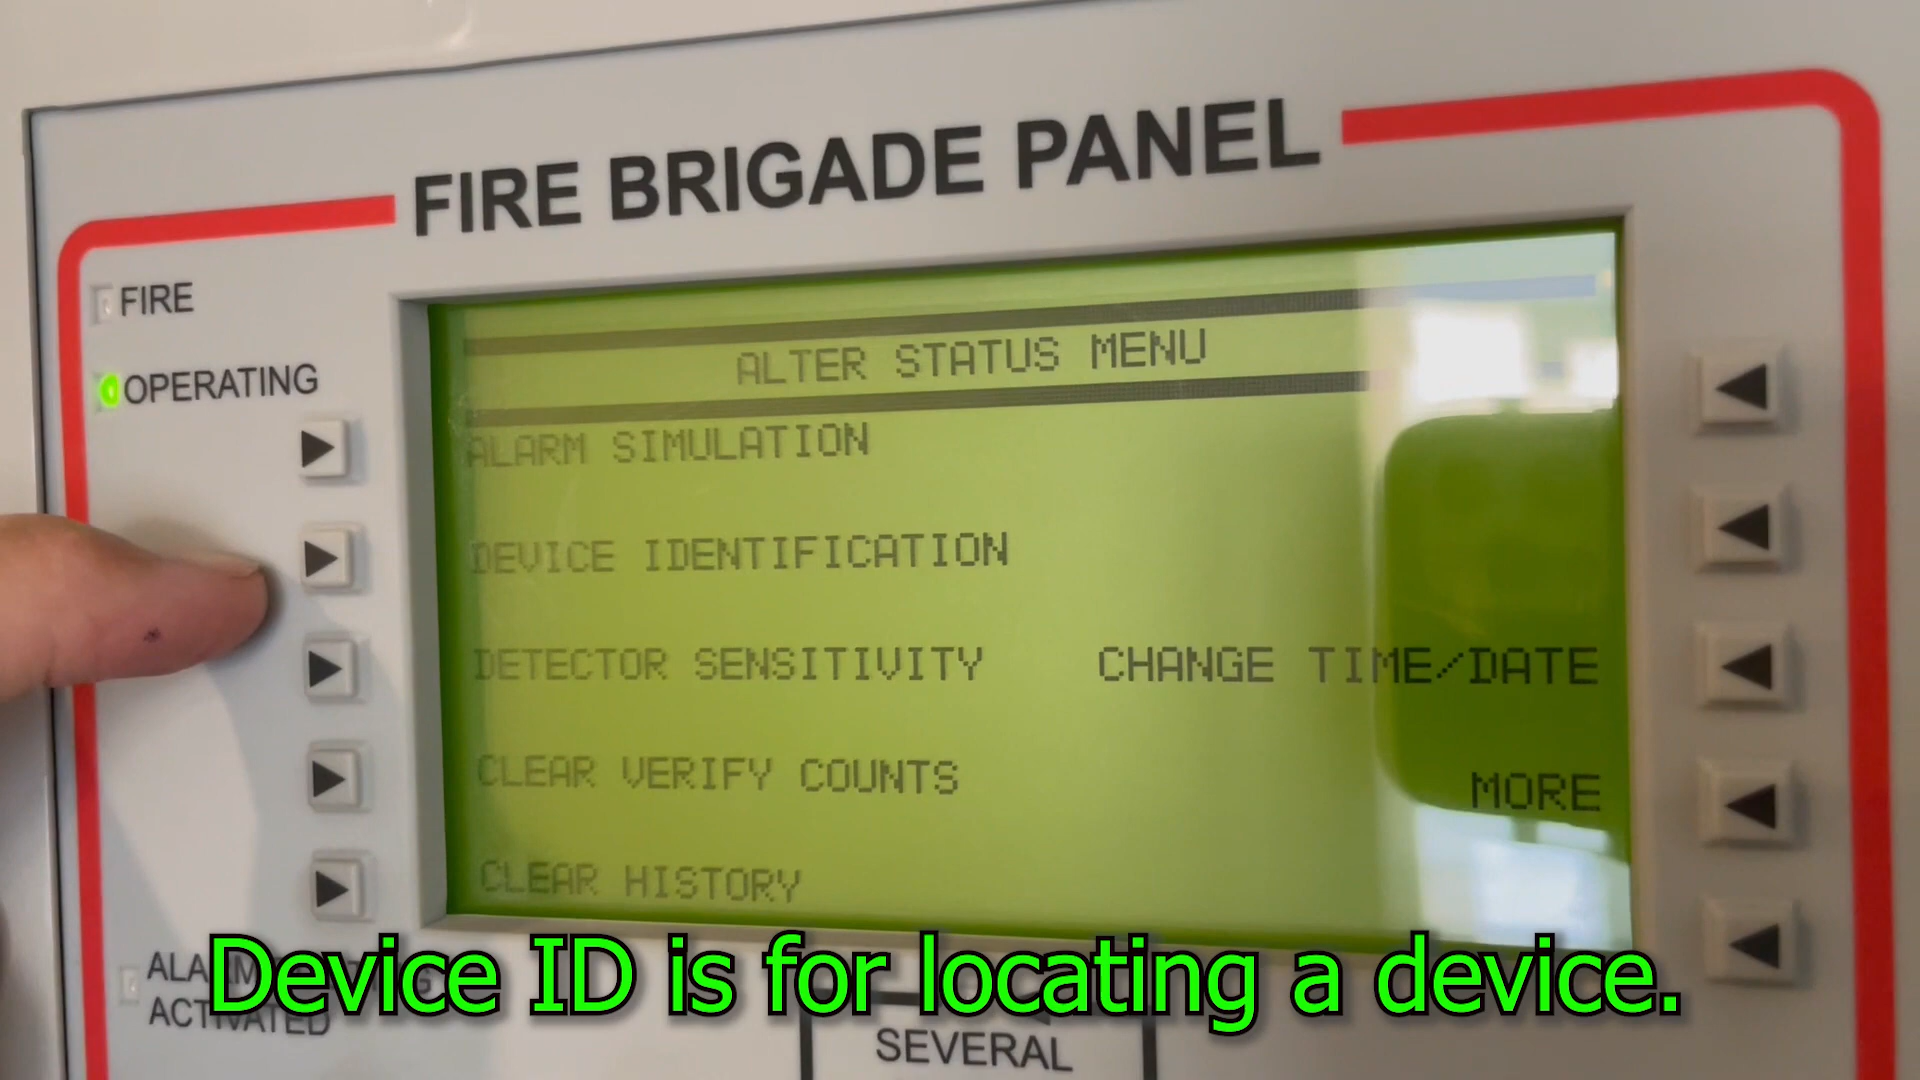 FIRE BRIGADE PANEL
FIRE
OPERATING
ALTER STATUS MENU
ALARM SIMULATION
DEVICE IDENTIFICATION
DETECTOR SENSITIVITY CHANGE TIME/DATE
CLEAR VERIFY COUNTS MORE
CLEAR HISTORY
Device ID is for locating a device.
ACTIVATED
SEVERAL